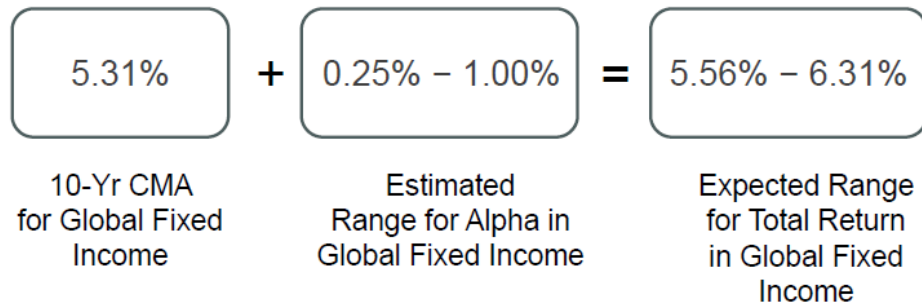 5.31% + 0.25% – 1.00% = 5.56% – 6.31%
10-Yr CMA
for Global Fixed
Income
Estimated
Range for Alpha in
Global Fixed Income
Expected Range
for Total Return
in Global Fixed
Income